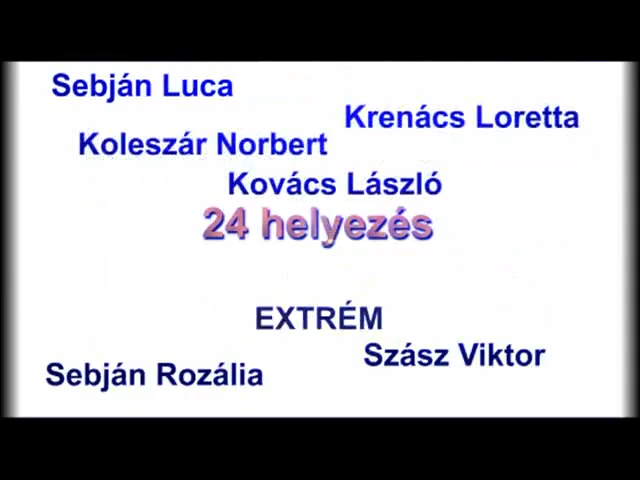 Sebján Luca
Krenács Loretta
Koleszár Norbert
Kovács László
24 helyezés
EXTRÉM
Szász Viktor
Sebján Rozália